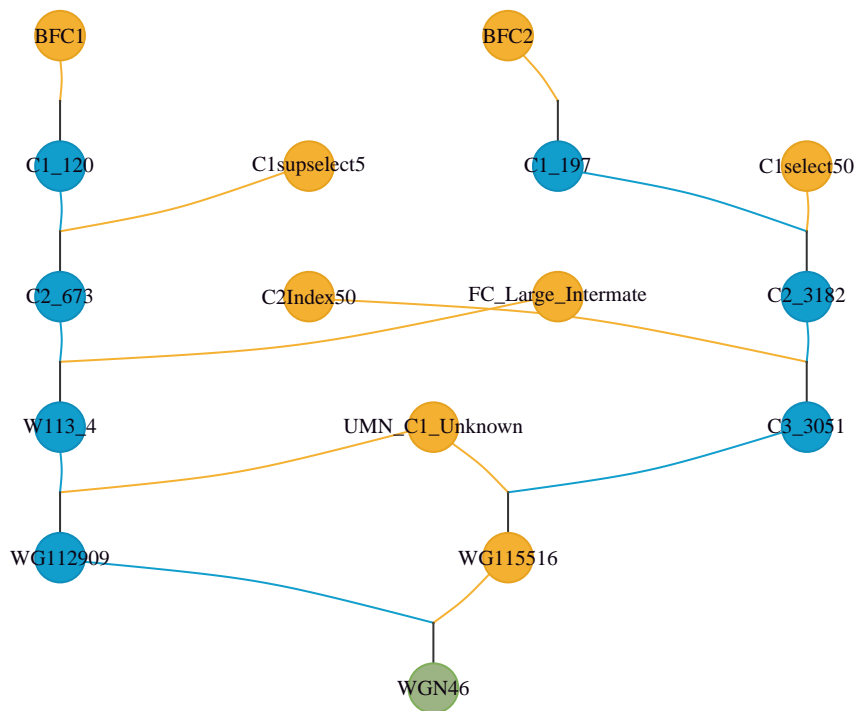 BFC1
BFC2
C1_120
C1supselect5
C1_197
C1select50
C2_673
C2Index50
FC_Large_Intermate
C2_3182
W113_4
UMN_C1_Unknown
C3_3051
WG112909
WG115516
WGN46